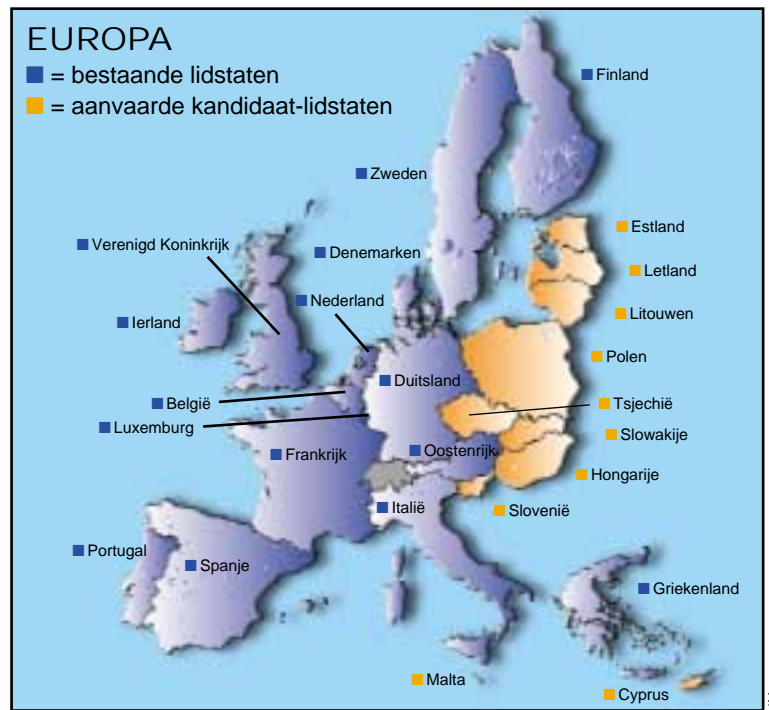 EUROPA
= bestaande lidstaten
= aanvaarde kandidaat-lidstaten
Finland
Zweden
Estland
Verenigd Koninkrijk
Denemarken
Letland
Nederland
Ierland
Litouwen
Polen
Duitsland
België
Tsjechië
Luxemburg
Slowakije
Frankrijk
Oostenrijk
Hongarije
Italië
Slovenië
Portugal
Spanje
Griekenland
Malta
Cyprus